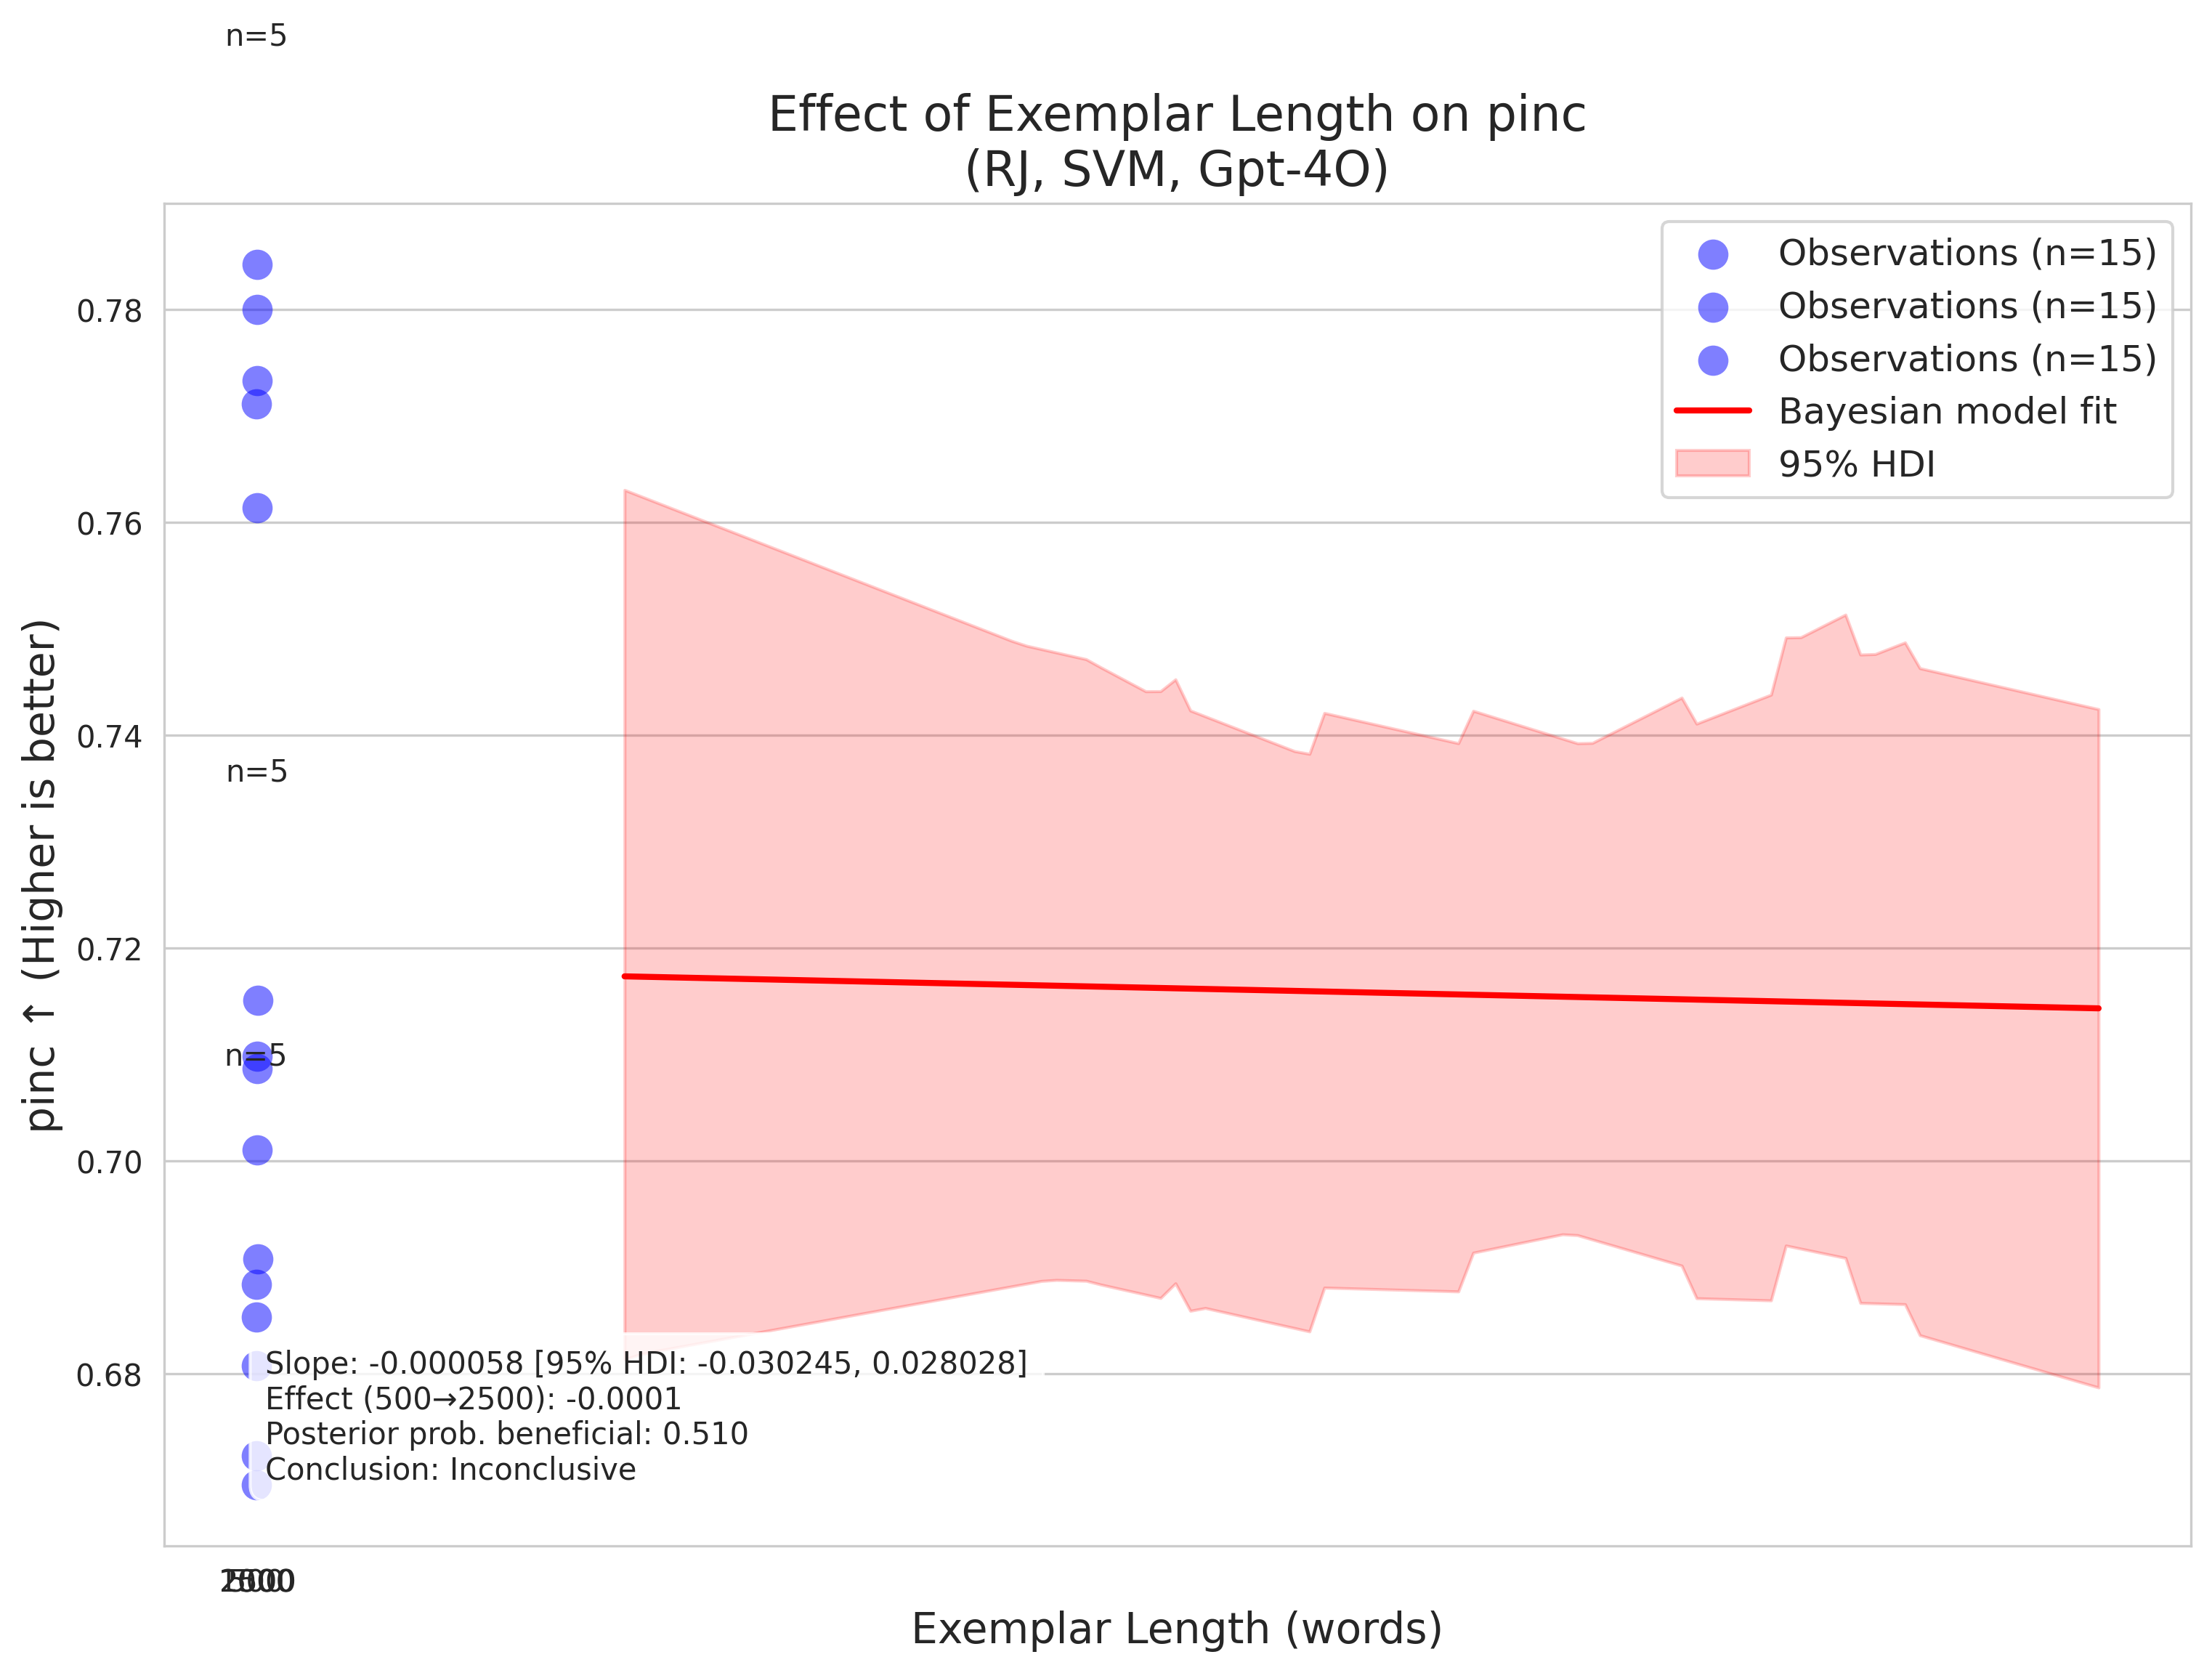 n=5
Effect of Exemplar Length on pinc
(RJ, SVM, Gpt-4O)
Observations (n=15)
Observations (n=15)
Observations (n=15)
Bayesian model fit
95% HDI
pinc ↑ (Higher is better)
0.78
0.76
0.74
0.72
0.70
0.68
n=5
n=5
Slope: -0.000058 [95% HDI: -0.030245, 0.028028]
Effect (500→2500): -0.0001
Posterior prob. beneficial: 0.510
Conclusion: Inconclusive
Exemplar Length (words)